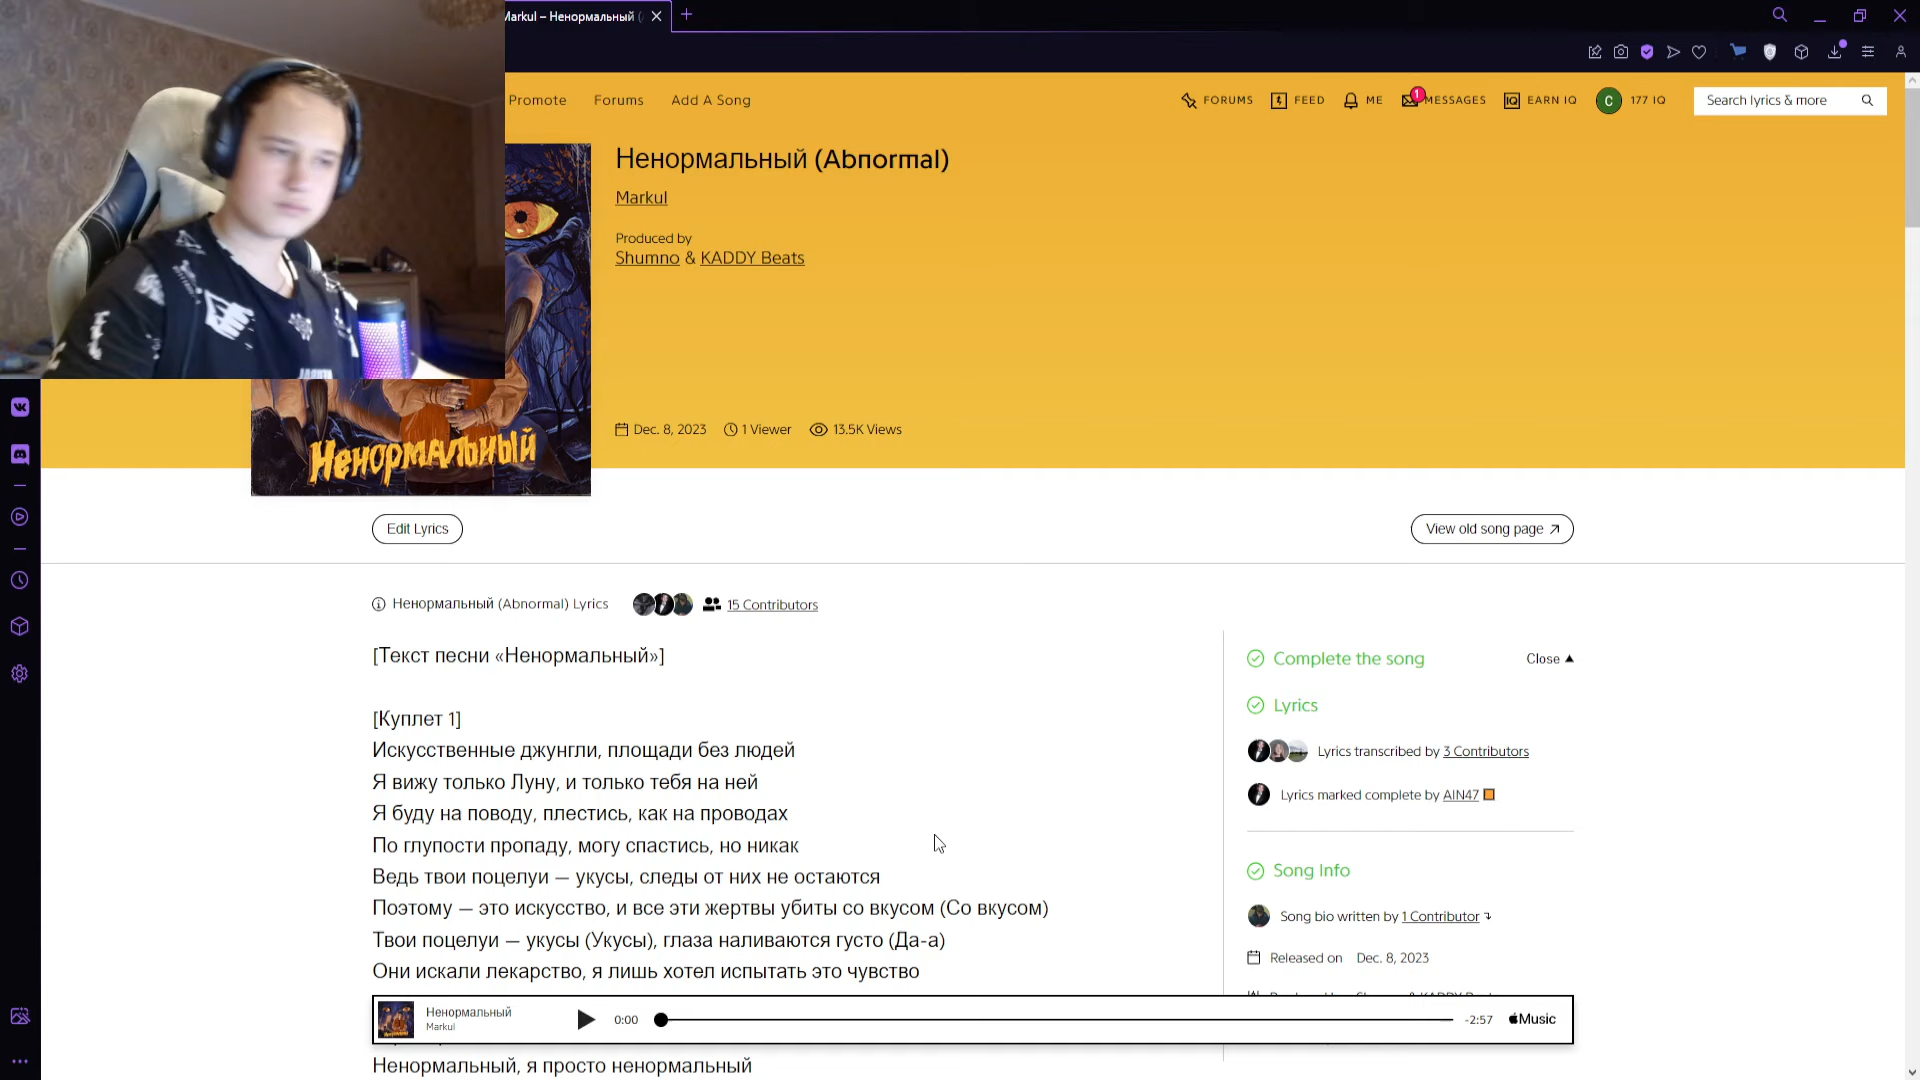 Markul – Ненормальный (
Promote
Forums
Add A Song
FORUMS
FEED
ME
1
MESSAGES
IQ
EARN IQ
C
177 IQ
Search lyrics & more
Ненормальный (Abnormal)
Markul
Produced by
Shumno & KADDY Beats
Ненормальный
Dec. 8, 2023
1 Viewer
13.5K Views
Edit Lyrics
View old song page
Ненормальный (Abnormal) Lyrics
15 Contributors
[Текст песни «Ненормальный»]
[Куплет 1]
Искусственные джунгли, площади без людей
Я вижу только Луну, и только тебя на ней
Я буду на поводу, плестись, как на проводах
По глупости пропаду, могу спастись, но никак
Ведь твои поцелуи — укусы, следы от них не остаются
Поэтому — это искусство, и все эти жертвы убиты со вкусом (Со вкусом)
Твои поцелуи — укусы (Укусы), глаза наливаются густо (Да-а)
Они искали лекарство, я лишь хотел испытать это чувство
Ненормальный, я просто ненормальный
Complete the song
Close
Lyrics
Lyrics transcribed by 3 Contributors
Lyrics marked complete by AIN47
Song Info
Song bio written by 1 Contributor
Released on Dec. 8, 2023
Ненормальный
Markul
0:00
-2:57
Music